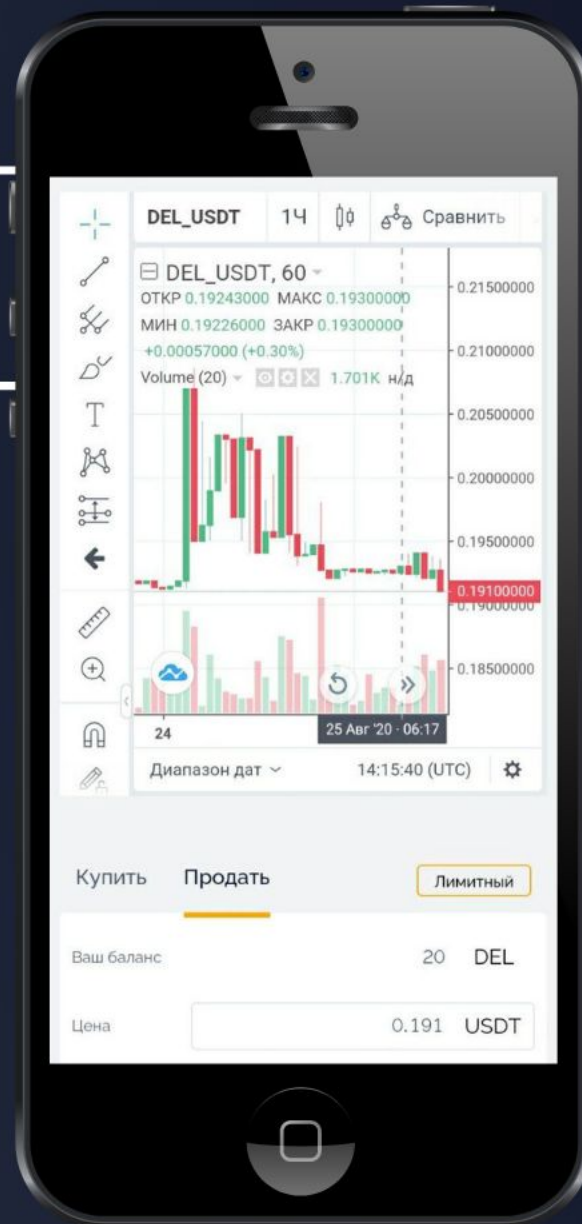 DEL_USDT 1Ч Сравнить
DEL_USDT, 60
ОТКР 0.19243000 МАКС 0.19300000
МИН 0.19226000 ЗАКР 0.19300000
+0.00057000 (+0.30%)
Volume (20) 1.701K н/д
0.21500000
0.21000000
0.20500000
0.20000000
0.19500000
0.19100000
0.19000000
0.18500000
24 25 Авг '20 - 06:17
Диапазон дат 14:15:40 (UTC)
Купить Продать Лимитный
Ваш баланс 20 DEL
Цена 0.191 USDT